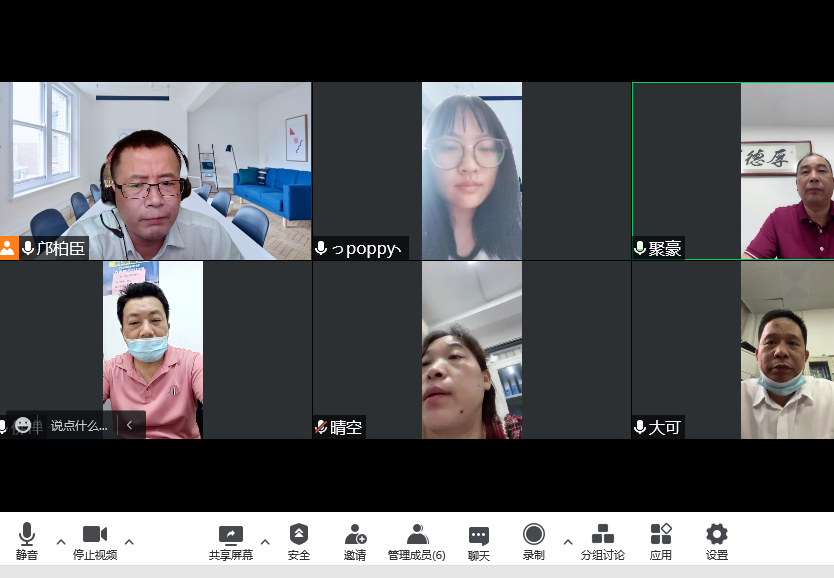 德厚
邝柏臣
っpoppyヘ
聚豪
说点什么...
晴空
大可
静音
停止视频
共享屏幕
安全
邀请
管理成员(6)
聊天
录制
分组讨论
应用
设置